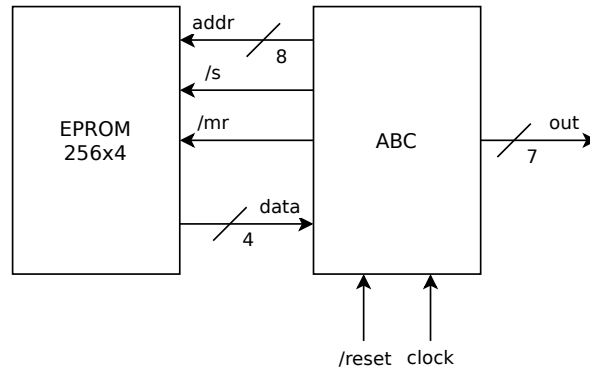 addr
8
/s
/mr
EPROM
256x4
data
4
ABC
out
7
/reset
clock